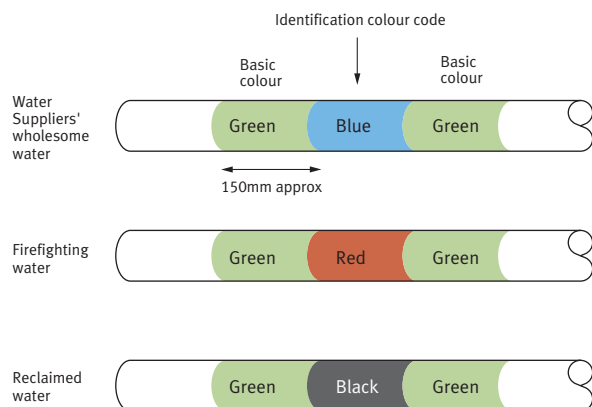 Identification colour code
Basic
colour
Basic
colour
Water
Suppliers'
wholesome
water
Green
Blue
Green
150mm approx
Firefighting
water
Green
Red
Green
Reclaimed
water
Green
Black
Green